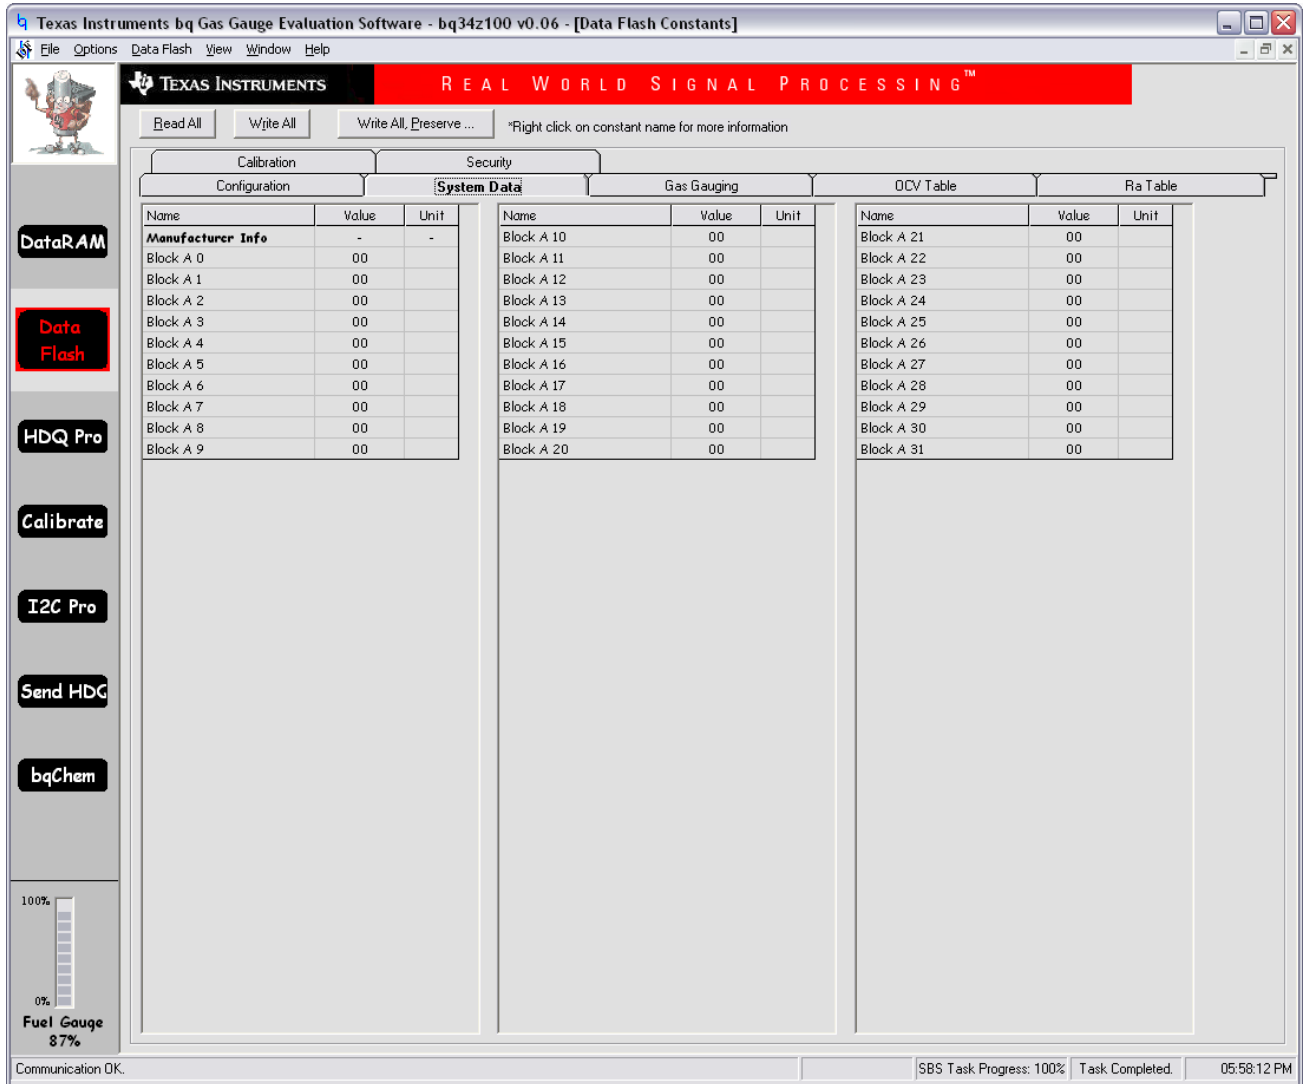 Texas Instruments bq Gas Gauge Evaluation Software - bq34z100 v0.06 - [Data Flash Constants]
File Options Data Flash View Window Help
TEXAS INSTRUMENTS REAL WORLD SIGNAL PROCESSING™
Read All Write All Write All, Preserve ... *Right click on constant name for more information
Calibration Security
Configuration System Data Gas Gauging OCV Table Ra Table
Name Value Unit Name Value Unit Name Value Unit
Manufacturer Info - - Block A 10 00 Block A 21 00
Block A 0 00 Block A 11 00 Block A 22 00
Block A 1 00 Block A 12 00 Block A 23 00
Block A 2 00 Block A 13 00 Block A 24 00
Block A 3 00 Block A 14 00 Block A 25 00
Block A 4 00 Block A 15 00 Block A 26 00
Block A 5 00 Block A 16 00 Block A 27 00
Block A 6 00 Block A 17 00 Block A 28 00
Block A 7 00 Block A 18 00 Block A 29 00
Block A 8 00 Block A 19 00 Block A 30 00
Block A 9 00 Block A 20 00 Block A 31 00
DataRAM
Data
Flash
HDQ Pro
Calibrate
I2C Pro
Send HDG
bqChem
100%
0%
Fuel Gauge
87%
Communication OK. SBS Task Progress: 100% Task Completed. 05:58:12 PM